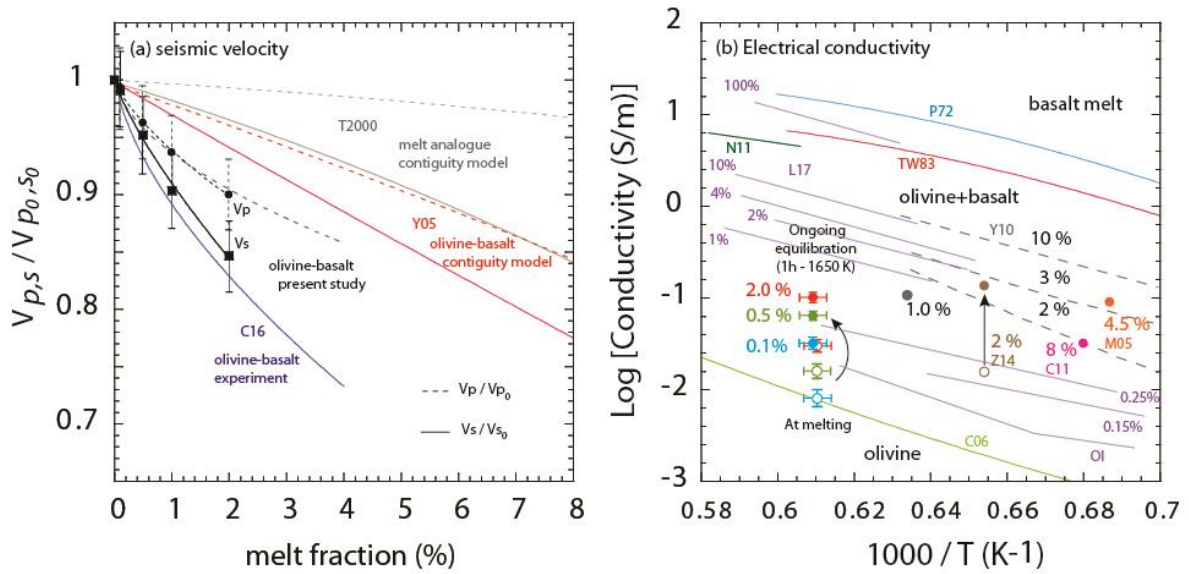 (a) seismic velocity
1
0.9
0.8
0.7
V p,s / V p0 , s0
T2000
melt analogue
contiguity model
Vp
Vs
Y05
olivine-basalt
contiguity model
olivine-basalt
present study
C16
olivine-basalt
experiment
Vp / Vp0
Vs / Vs0
0 1 2 3 4 5 6 7 8
melt fraction (%)
(b) Electrical conductivity
2
1
0
-1
-2
-3
Log [Conductivity (S/m)]
100%
P72
basalt melt
N11
TW83
10%
L17
olivine+basalt
4%
2%
Y10
10 %
1%
Ongoing
equilibration
(1h - 1650 K)
3 %
2 %
2.0 %
1.0 %
0.5 %
4.5 %
M05
0.1%
2 %
Z14
8 %
C11
0.25%
0.15%
At melting
C06
OI
olivine
0.58 0.6 0.62 0.64 0.66 0.68 0.7
1000 / T (K-1)